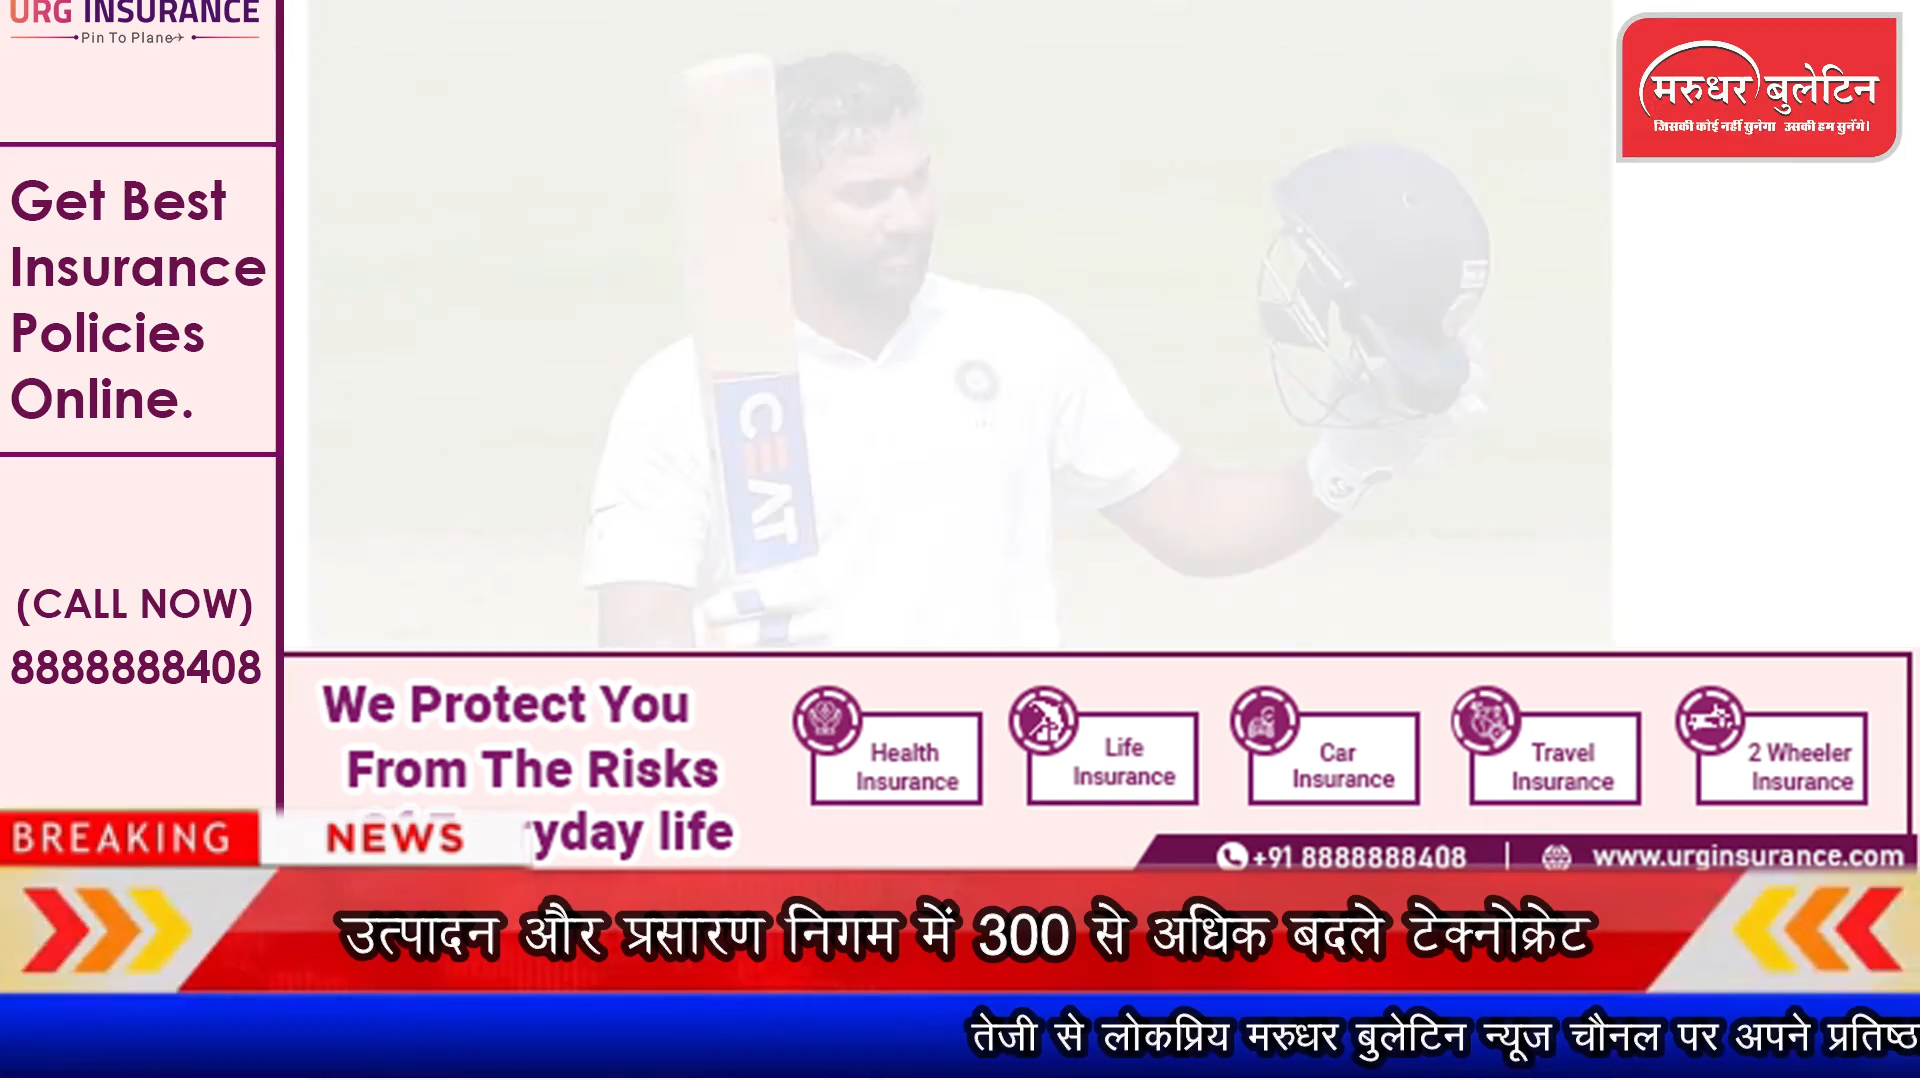 URG INSURANCE
Pin To Plane
Get Best
Insurance
Policies
Online.
(CALL NOW)
8888888408
मरुधर बुलेटिन
जिसकी कोई नहीं सुनेगा उसकी हम सुनेंगे।
CEAT
We Protect You
From The Risks
yday life
Health
Insurance
Life
Insurance
Car
Insurance
Travel
Insurance
2 Wheeler
Insurance
+91 8888888408 | www.urginsurance.com
BREAKING NEWS
उत्पादन और प्रसारण निगम में 300 से अधिक बदले टेक्नोक्रेट
तेजी से लोकप्रिय मरुधर बुलेटिन न्यूज चौनल पर अपने प्रतिष्ठ